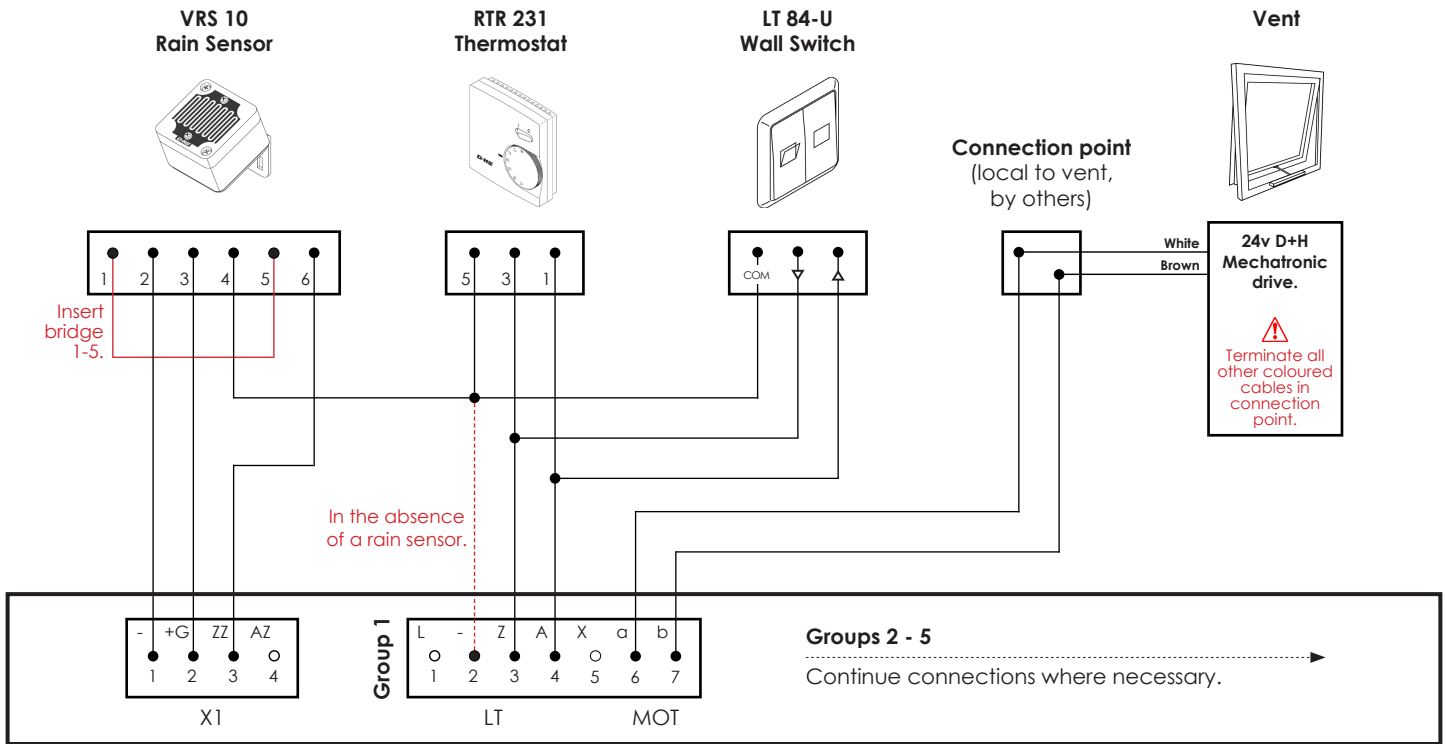 VRS 10
Rain Sensor
RTR 231
Thermostat
LT 84-U
Wall Switch
Vent
Connection point
(local to vent,
by others)
1 2 3 4 5 6
5 3 1
COM
White
Brown
24v D+H
Mechatronic
drive.
Terminate all
other coloured
cables in
connection
point.
Insert
bridge
1-5.
In the absence
of a rain sensor.
- +G ZZ AZ
1 2 3 4
X1
Group 1
L - Z A X a b
1 2 3 4 5 6 7
LT MOT
Groups 2 - 5
Continue connections where necessary.